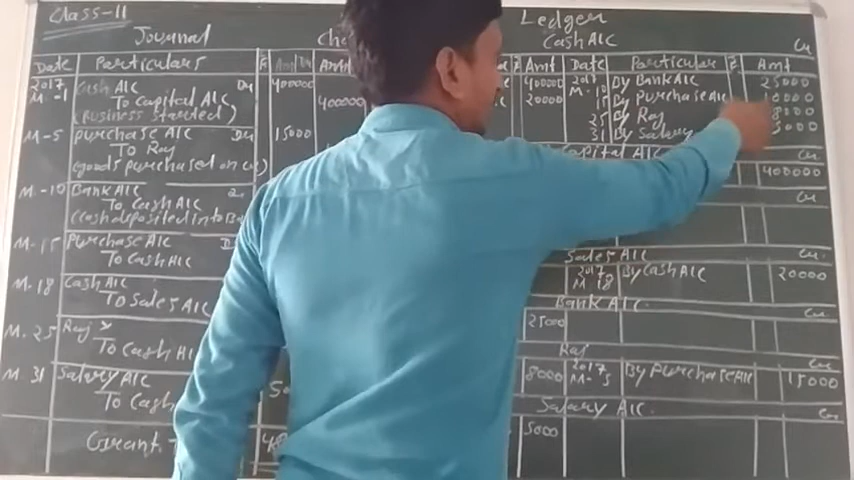 Class-11
Journal
Ledger
Cash A/C
Cr
Date Particulars
Amt Date Particulars F Amt
2017
M-1 Cash A/C Dr 400000
To Capital A/C 400000
(Business started)
M-5 Purchase A/C Dr 15000
To Raj
(goods purchased on cr)
M.-10 Bank A/C
To Cash A/C
(cash deposited into
M-15 Purchase A/C
To Cash A/C
M-18 Cash A/C
To Sales A/C
M-25 Raj
To Cash A/C
M.31 Salary A/C
To Cash
Grant
40000 2017 By Bank A/C 25000
20000 M-10
15 By Purchase A/C
25 By Raj 8000
31 By Salary 5000
Capital A/C Cr
400000
Cr
Sales A/C Cr
2017
M.18 By Cash A/C 20000
Bank A/C. Cr
25000
Raj Cr
8000 2017
M-5 By Purchase A/C 15000
Salary A/C. Cr
5000